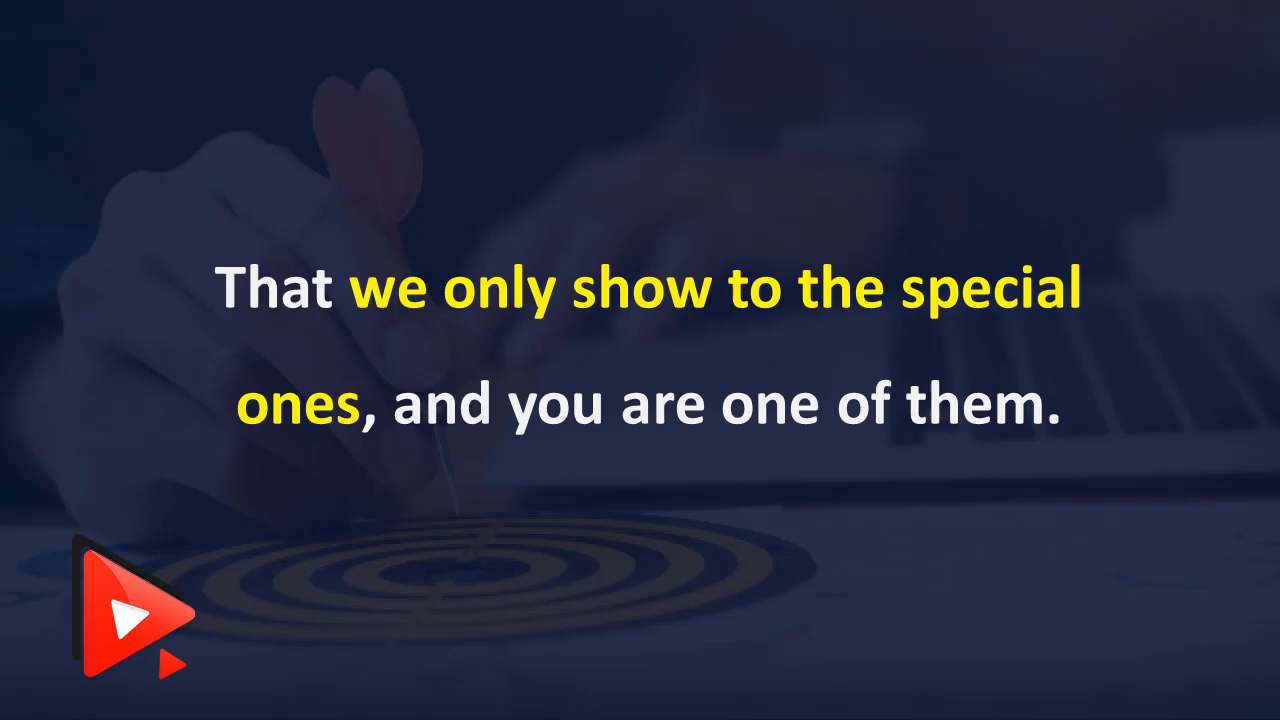 That we only show to the special
ones, and you are one of them.